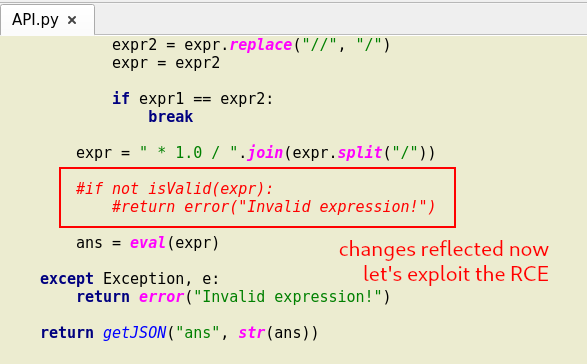 API.py ×
expr2 = expr.replace("//", "/")
expr = expr2
if expr1 == expr2:
break
expr = " * 1.0 / ".join(expr.split("/"))
#if not isValid(expr):
#return error("Invalid expression!")
ans = eval(expr)
changes reflected now
let's exploit the RCE
except Exception, e:
return error("Invalid expression!")
return getJSON("ans", str(ans))